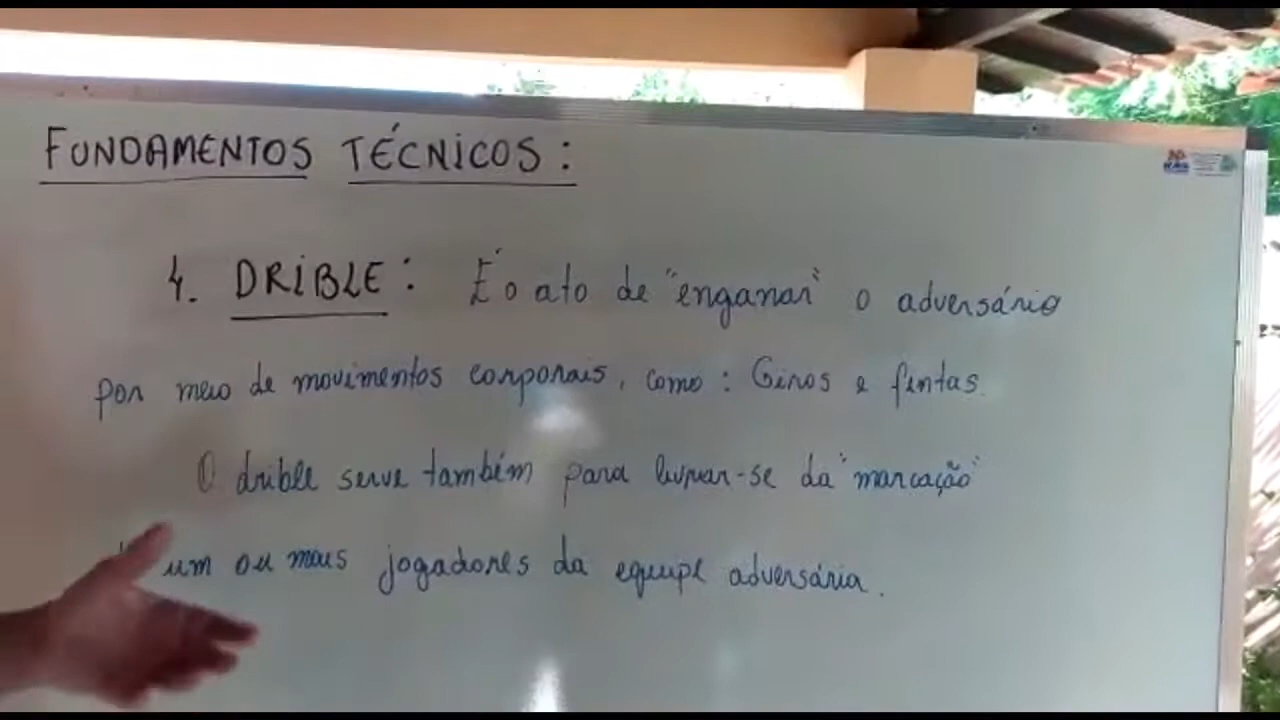 FUNDAMENTOS TÉCNICOS:
4. DRIBLE: É o ato de "enganar" o adversário
por meio de movimentos corporais, como: Giros e fintas.
O drible serve também para livrar-se da "marcação"
um ou mais jogadores da equipe adversária.